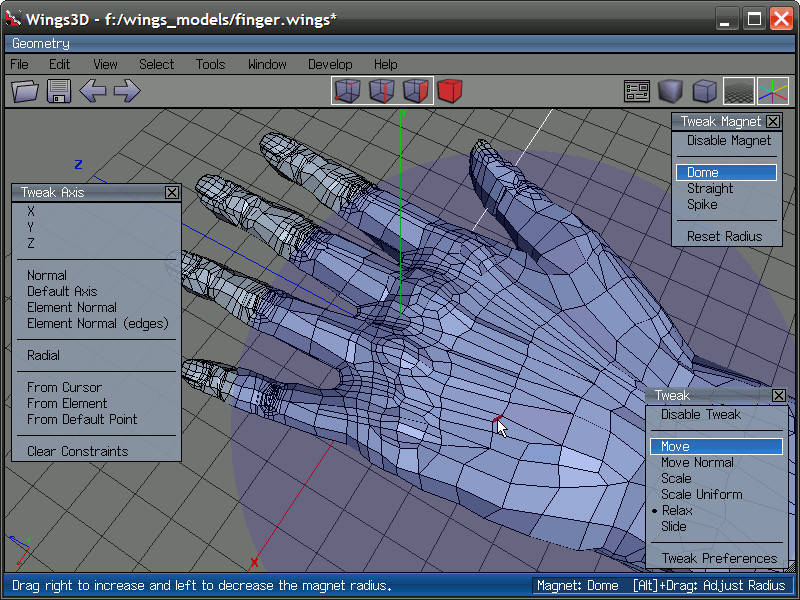 Wings3D - f:/wings_models/finger.wings*
Geometry
File Edit View Select Tools Window Develop Help
Tweak Magnet
Disable Magnet
Dome
Straight
Spike
Reset Radius
Z
Tweak Axis
X
Y
Z
Normal
Default Axis
Element Normal
Element Normal (edges)
Radial
From Cursor
From Element
From Default Point
Clear Constraints
Tweak
Disable Tweak
Move
Move Normal
Scale
Scale Uniform
• Relax
Slide
Tweak Preferences
X
Drag right to increase and left to decrease the magnet radius.
Magnet: Dome [Alt]+Drag: Adjust Radius